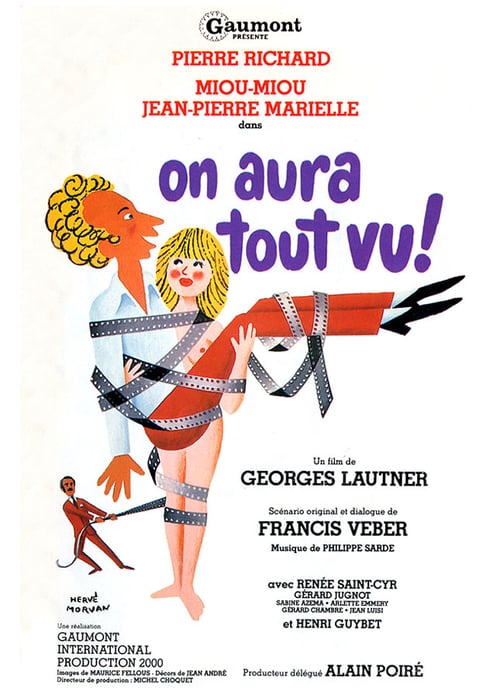 Gaumont
PRÉSENTE
PIERRE RICHARD
MIOU-MIOU
JEAN-PIERRE MARIELLE
dans
on aura
tout vu!
Un film de
GEORGES LAUTNER
Scénario original et dialogue de
FRANCIS VEBER
Musique de PHILIPPE SARDE
avec RENÉE SAINT-CYR
GÉRARD JUGNOT
SABINE AZEMA - ARLETTE EMMERY
GÉRARD CHAMBRE - JEAN LUISI
et HENRI GUYBET
HERVÉ
MORVAN
Une réalisation
GAUMONT
INTERNATIONAL
PRODUCTION 2000
Images de MAURICE FELLOUS - Décors de JEAN ANDRÉ
Directeur de production : MICHEL CHOQUET
Producteur délégué ALAIN POIRÉ